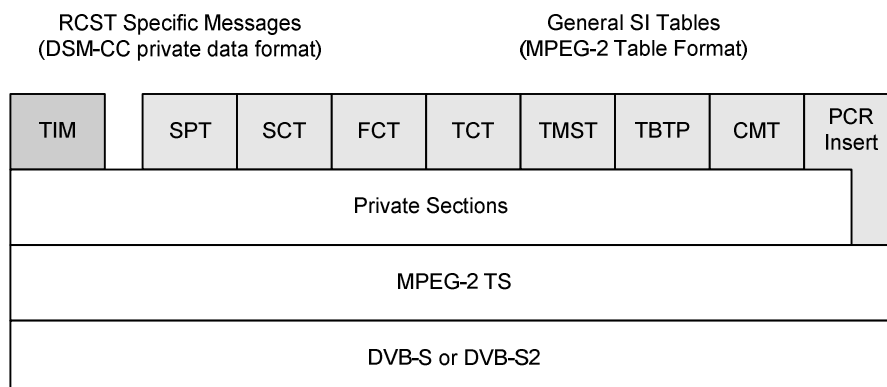 RCST Specific Messages
(DSM-CC private data format)
General SI Tables
(MPEG-2 Table Format)
TIM
SPT
SCT
FCT
TCT
TMST
TBTP
CMT
PCR
Insert
Private Sections
MPEG-2 TS
DVB-S or DVB-S2